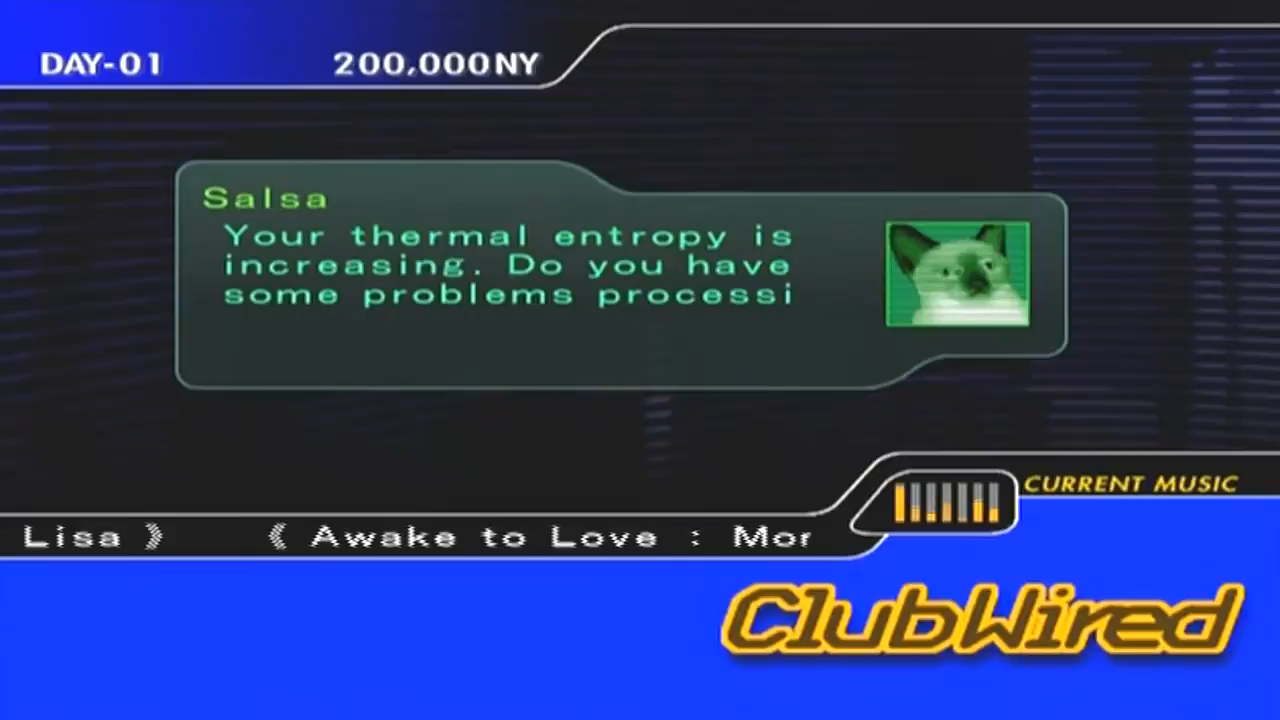 DAY-01 200,000NY
Salsa
Your thermal entropy is
increasing. Do you have
some problems processi
CURRENT MUSIC
Lisa 》 《 Awake to Love : Mor
ClubWired